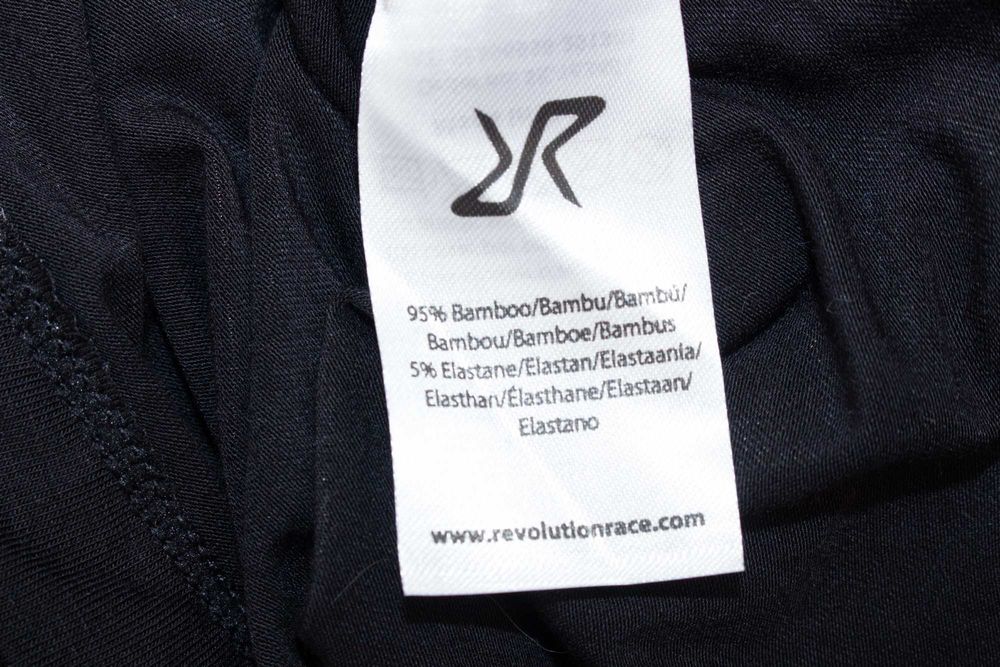 95% Bamboo/Bambu/Bambú/
Bambou/Bamboe/Bambus
5% Elastane/Elastan/Elastaania/
Elasthan/Élasthane/Elastaan/
Elastano
www.revolutionrace.com